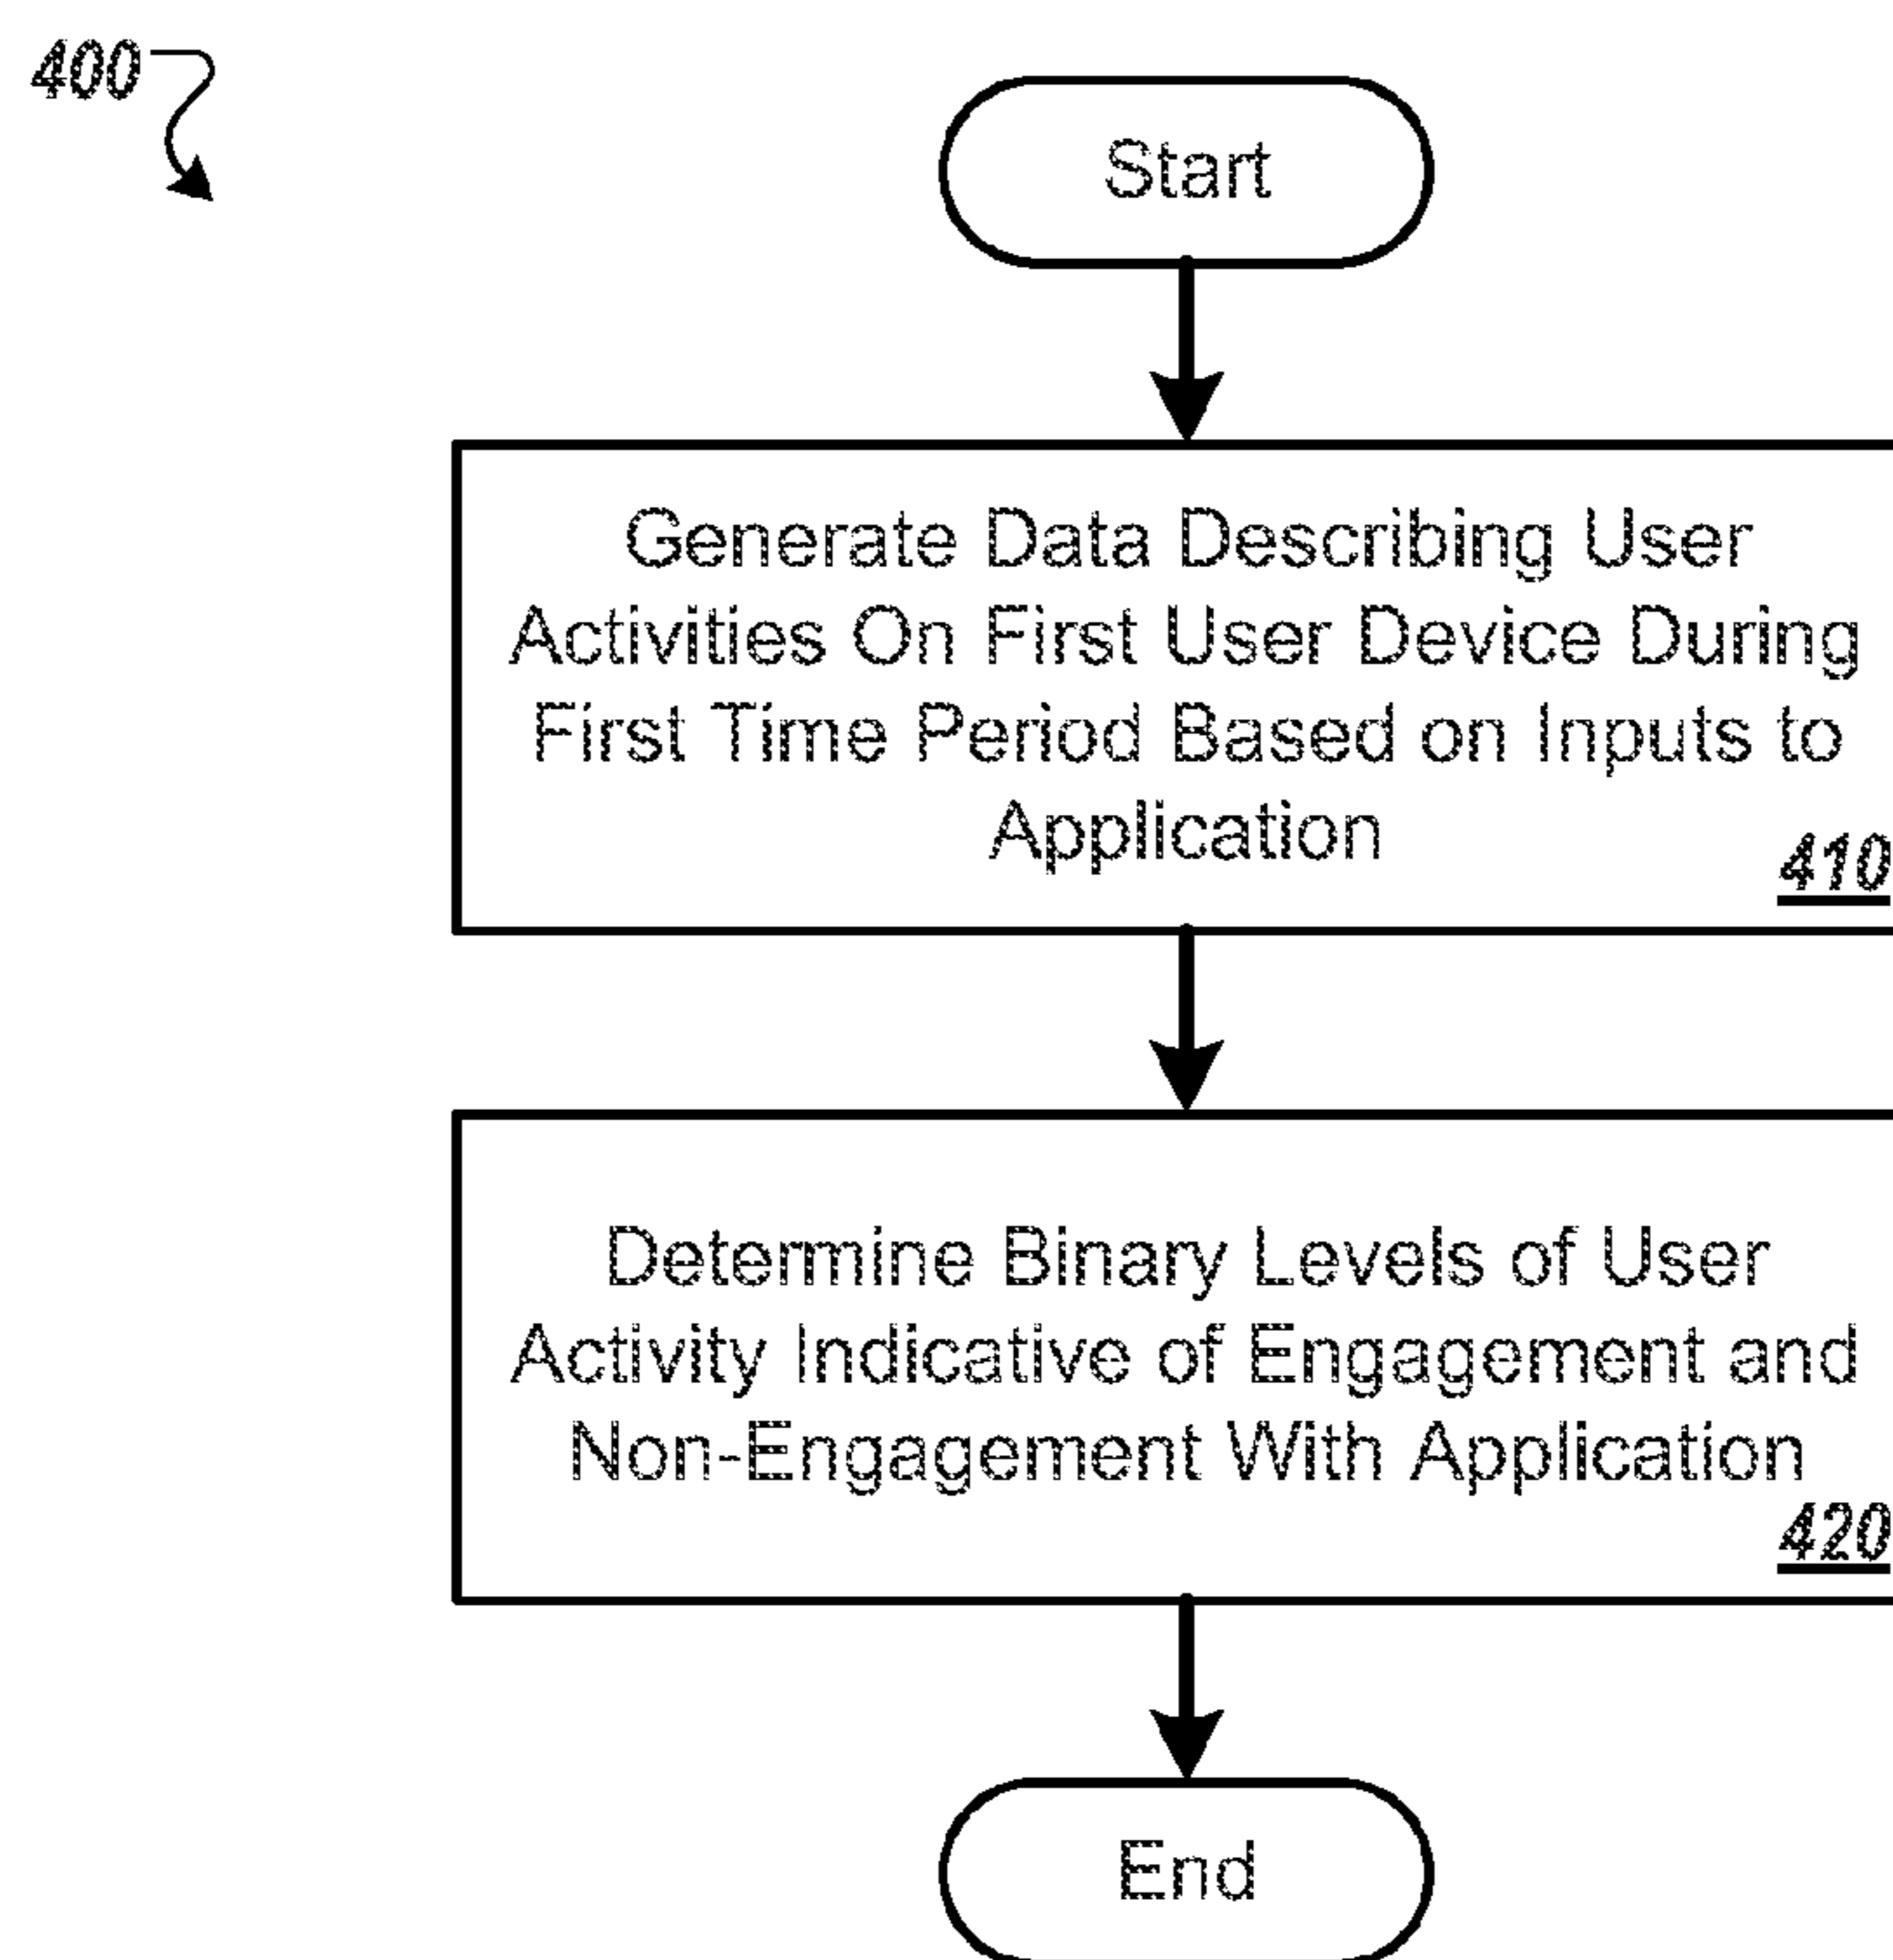 400
Start
Generate Data Describing User
Activities On First User Device During
First Time Period Based on Inputs to
Application
410
Determine Binary Levels of User
Activity Indicative of Engagement and
Non-Engagement With Application
420
End